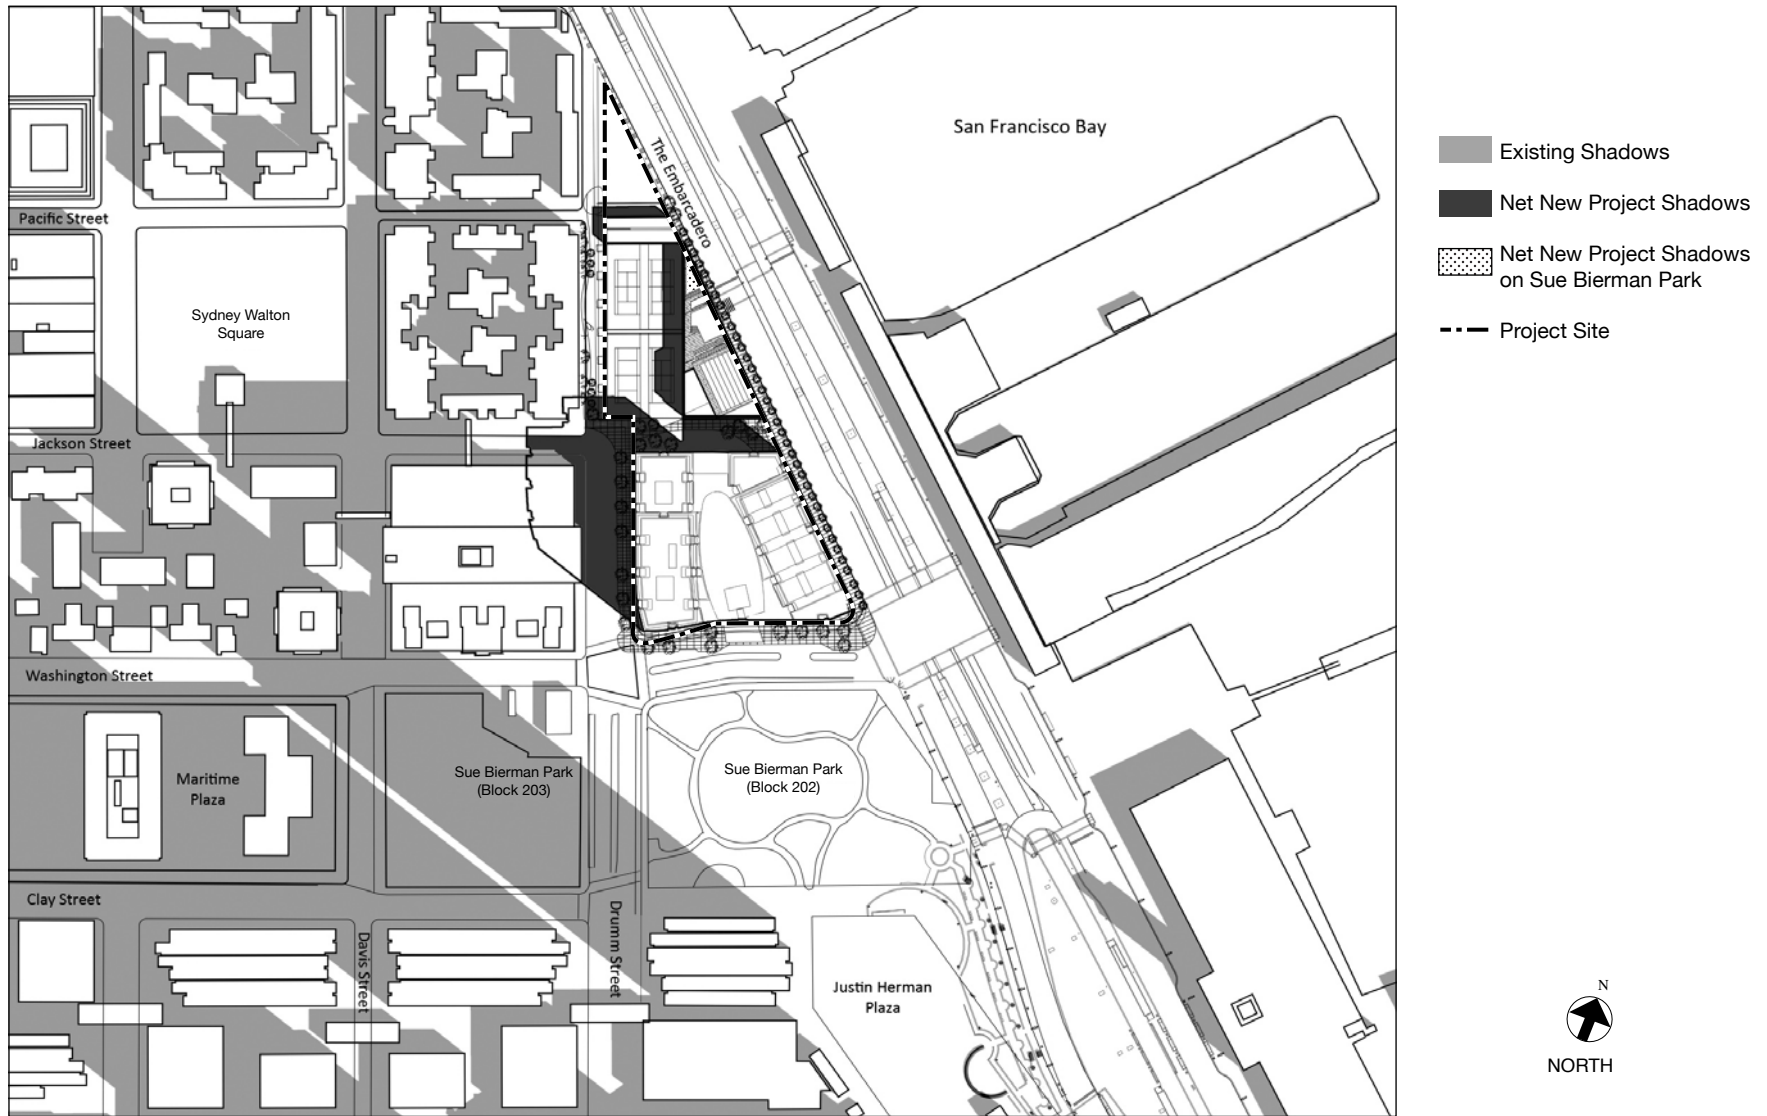 San Francisco Bay
The Embarcadero
Pacific Street
Sydney Walton
Square
Jackson Street
Washington Street
Maritime
Plaza
Sue Bierman Park
(Block 203)
Sue Bierman Park
(Block 202)
Clay Street
Davis Street
Drumm Street
Justin Herman
Plaza
Existing Shadows
Net New Project Shadows
Net New Project Shadows
on Sue Bierman Park
Project Site
N
NORTH